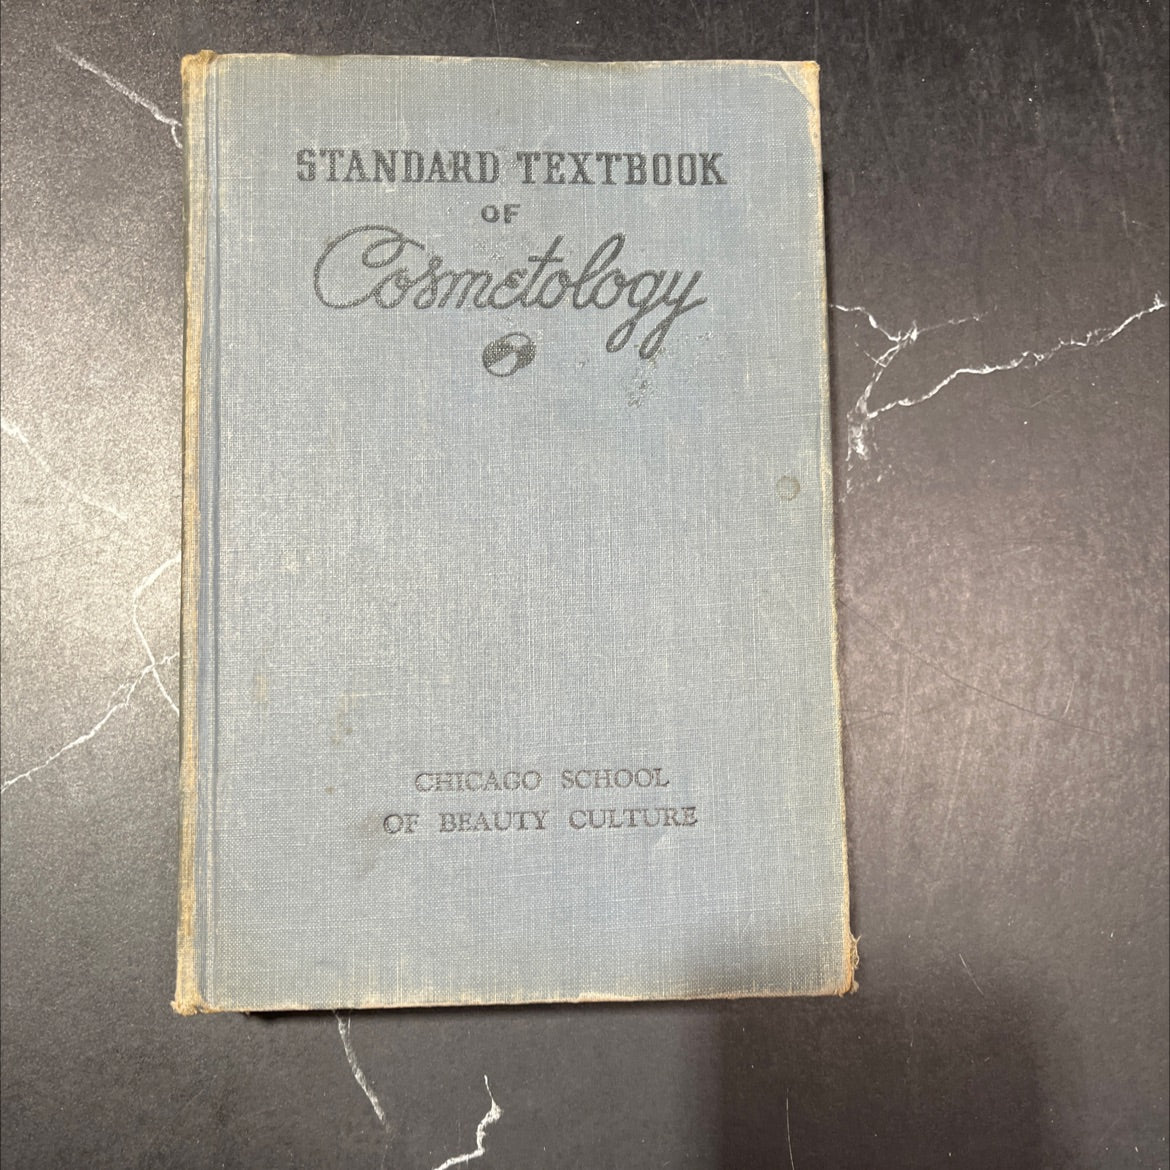 STANDARD TEXTBOOK
OF
Cosmetology
CHICAGO SCHOOL
OF BEAUTY CULTURE